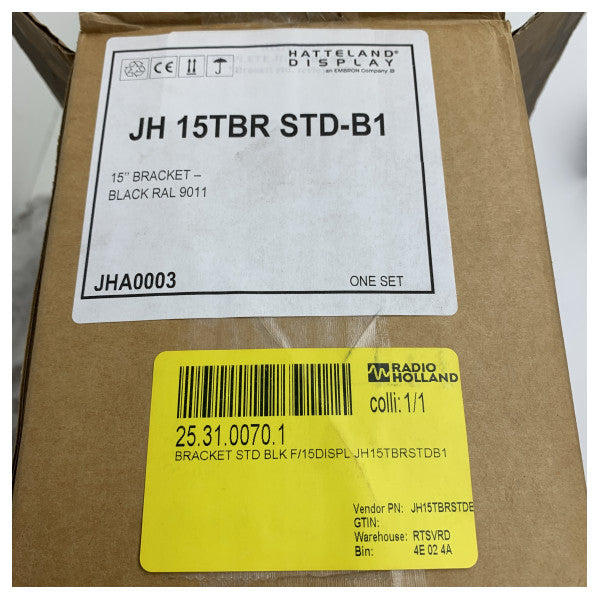 HATTELAND®
DISPLAY
an EMBRON Company
CE
JH 15TBR STD-B1
15" BRACKET –
BLACK RAL 9011
JHA0003 ONE SET
RADIO
HOLLAND
colli: 1/1
25.31.0070.1
BRACKET STD BLK F/15DISPL JH15TBRSTDB1
Vendor PN: JH15TBRSTDB
GTIN:
Warehouse: RTSVRD
Bin: 4E 02 4A